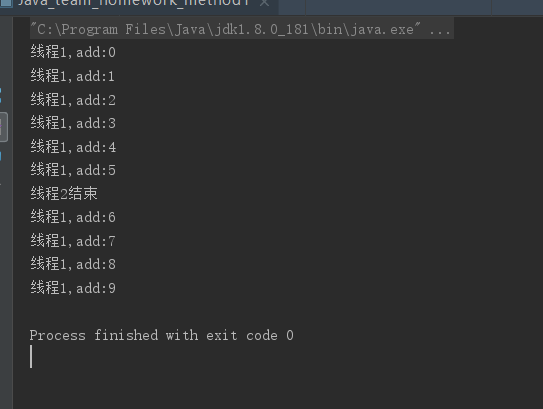 Java_team_homework_method1
"C:\Program Files\Java\jdk1.8.0_181\bin\java.exe" ...
线程1,add:0
线程1,add:1
线程1,add:2
线程1,add:3
线程1,add:4
线程1,add:5
线程2结束
线程1,add:6
线程1,add:7
线程1,add:8
线程1,add:9
Process finished with exit code 0